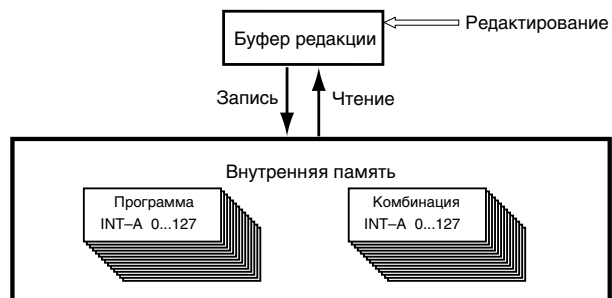 Буфер редакции
Редактирование
Запись
Чтение
Внутренняя память
Программа
INT–A 0...127
Комбинация
INT–A 0...127